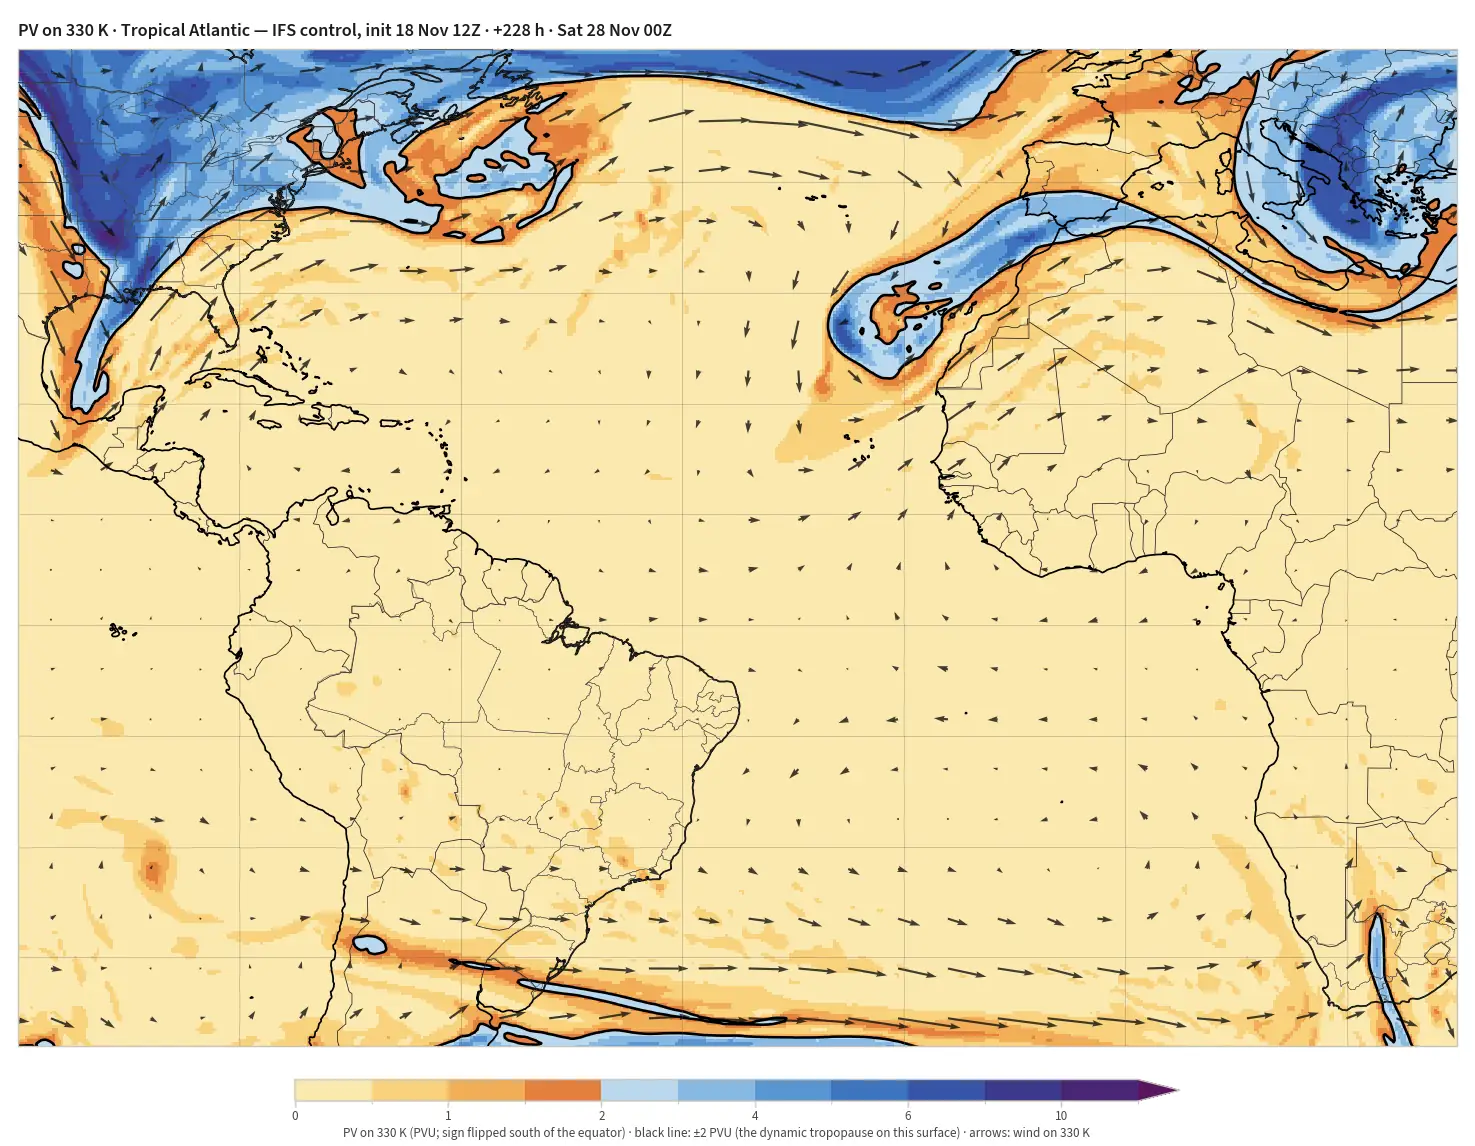 PV on 330 K · Tropical Atlantic — IFS control, init 18 Nov 12Z · +228 h · Sat 28 Nov 00Z
0 1 2 4 6 10
PV on 330 K (PVU; sign flipped south of the equator) · black line: ±2 PVU (the dynamic tropopause on this surface) · arrows: wind on 330 K